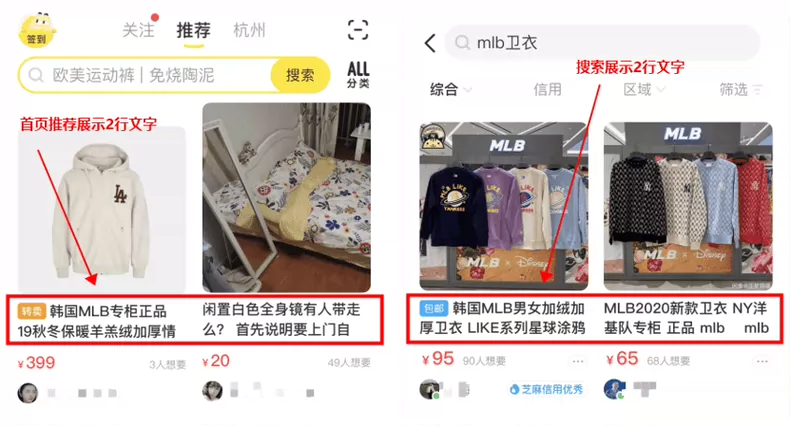 签到
关注
推荐
杭州
欧美运动裤 | 免烧陶泥
搜索
ALL
分类
首页推荐展示2行文字
LA
转卖 韩国MLB专柜正品
19秋冬保暖羊羔绒加厚情
¥399
3人想要
闲置白色全身镜有人带走
么? 首先说明要上门自
¥20
49人想要
mlb卫衣
搜索展示2行文字
综合
信用
区域
筛选
MLB
MLB LIKE
YANKEES
MLB
Disney
包邮 韩国MLB男女加绒加
厚卫衣 LIKE系列星球涂鸦
¥95
90人想要
芝麻信用优秀
MLB
NY
MLB
Disney
MLB2020新款卫衣 NY洋
基队专柜 正品 mlb mlb
¥65
68人想要